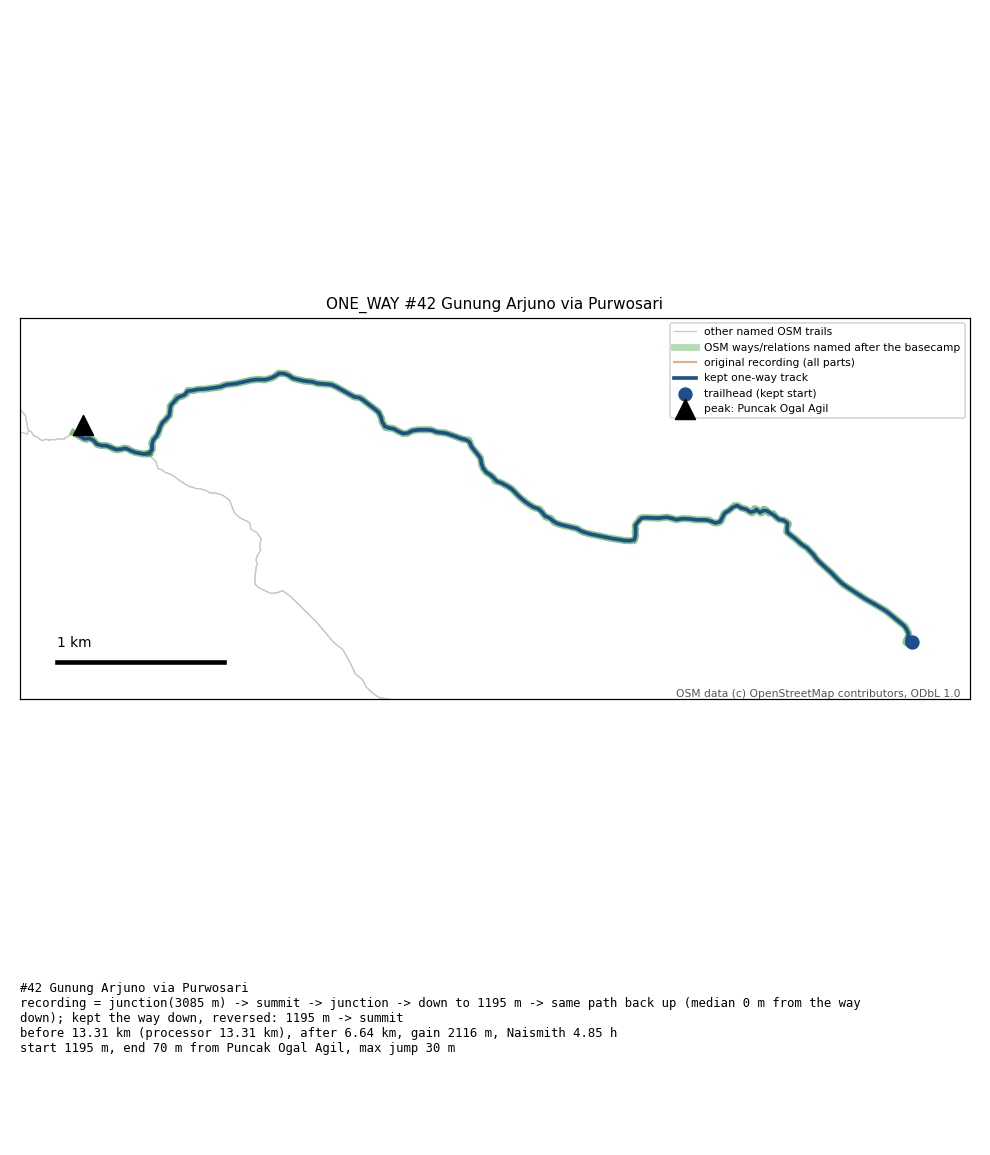 ONE_WAY #42 Gunung Arjuno via Purwosari
other named OSM trails
OSM ways/relations named after the basecamp
original recording (all parts)
kept one-way track
trailhead (kept start)
peak: Puncak Ogal Agil
1 km
OSM data (c) OpenStreetMap contributors, ODbL 1.0
#42 Gunung Arjuno via Purwosari
recording = junction(3085 m) -> summit -> junction -> down to 1195 m -> same path back up (median 0 m from the way
down); kept the way down, reversed: 1195 m -> summit
before 13.31 km (processor 13.31 km), after 6.64 km, gain 2116 m, Naismith 4.85 h
start 1195 m, end 70 m from Puncak Ogal Agil, max jump 30 m